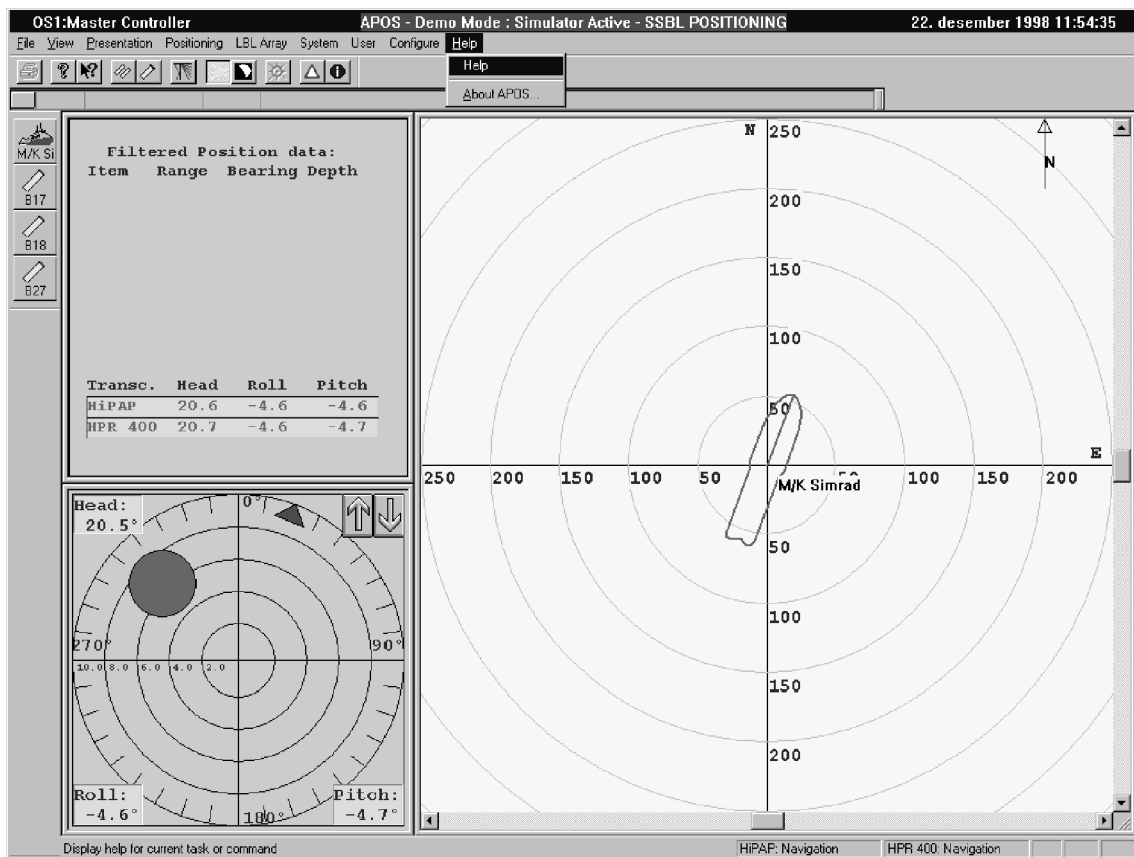 OS1:Master Controller APOS - Demo Mode : Simulator Active - SSBL POSITIONING 22. desember 1998 11:54:35
File View Presentation Positioning LBL Array System User Configure Help
Help
About APOS...
M/K Si
B17
B18
B27
Filtered Position data:
Item Range Bearing Depth
Transc. Head Roll Pitch
HiPAP 20.6 -4.6 -4.6
HPR 400 20.7 -4.6 -4.7
Head:
20.5°
0°
270° 90°
10.0 8.0 6.0 4.0 2.0
Roll:
-4.6°
180°
Pitch:
-4.7°
N 250
N
200
150
100
50
E
250 200 150 100 50 100 150 200
M/K Simrad
50
100
150
200
Display help for current task or command HiPAP: Navigation HPR 400: Navigation